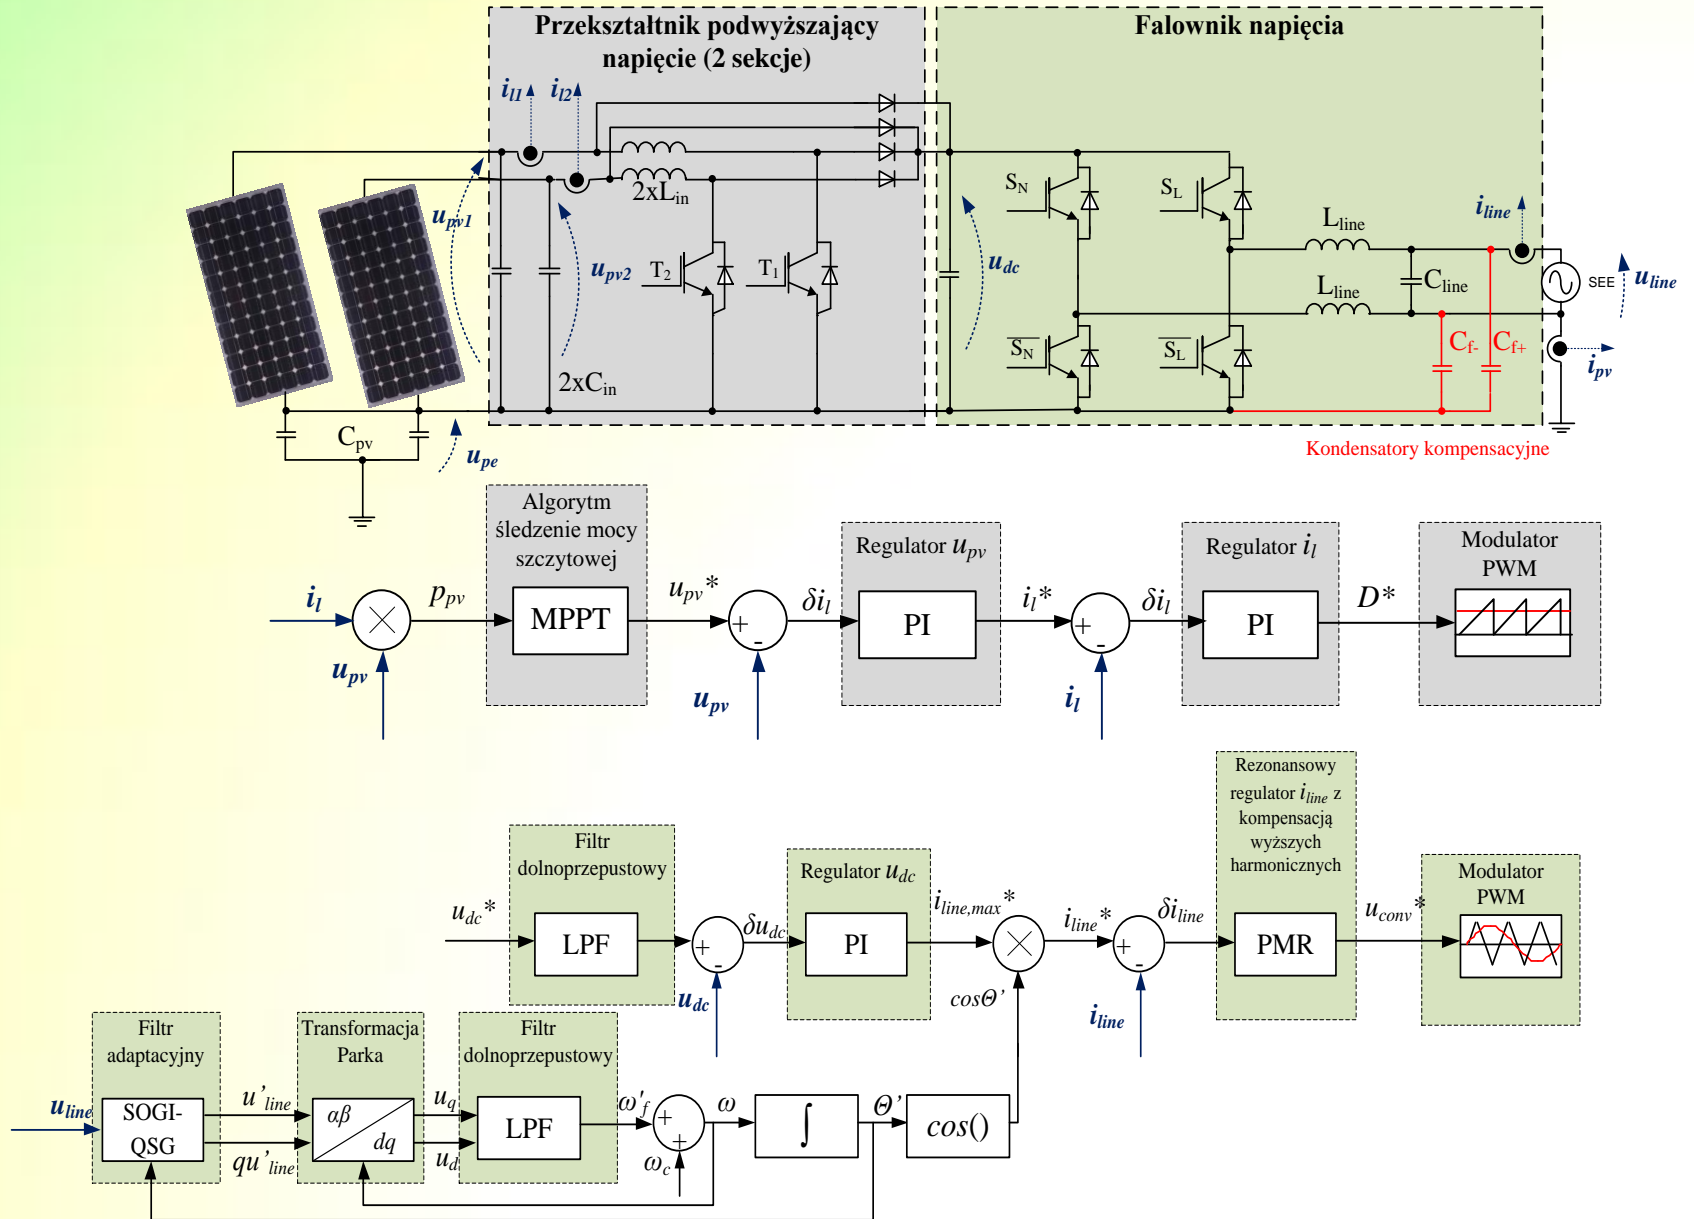 Przekształtnik podwyższający
napięcie (2 sekcje)
Falownik napięcia
i_l1
i_l2
u_pv1
u_pv2
2xL_in
T_2
T_1
2xC_in
u_dc
S_N
S_L
S_N
S_L
L_line
L_line
C_line
i_line
SEE
u_line
C_f-
C_f+
i_pv
Kondensatory kompensacyjne
C_pv
u_pe
Algorytm
śledzenie mocy
szczytowej
Regulator u_pv
Regulator i_l
Modulator
PWM
i_l
p_pv
MPPT
u_pv*
+
-
δi_l
PI
i_l*
+
-
δi_l
PI
D*
u_pv
u_pv
i_l
Rezonansowy
regulator i_line z
kompensacją
wyższych
harmonicznych
Filtr
dolnoprzepustowy
Regulator u_dc
Modulator
PWM
u_dc*
LPF
+
-
δu_dc
PI
i_line,max*
i_line*
+
-
δi_line
PMR
u_conv*
u_dc
cosΘ’
i_line
Filtr
adaptacyjny
Transformacja
Parka
Filtr
dolnoprzepustowy
u_line
SOGI-
QSG
u’_line
qu’_line
αβ
dq
u_q
u_d
LPF
ω'_f
+
+
ω_c
ω
∫
Θ’
cos()